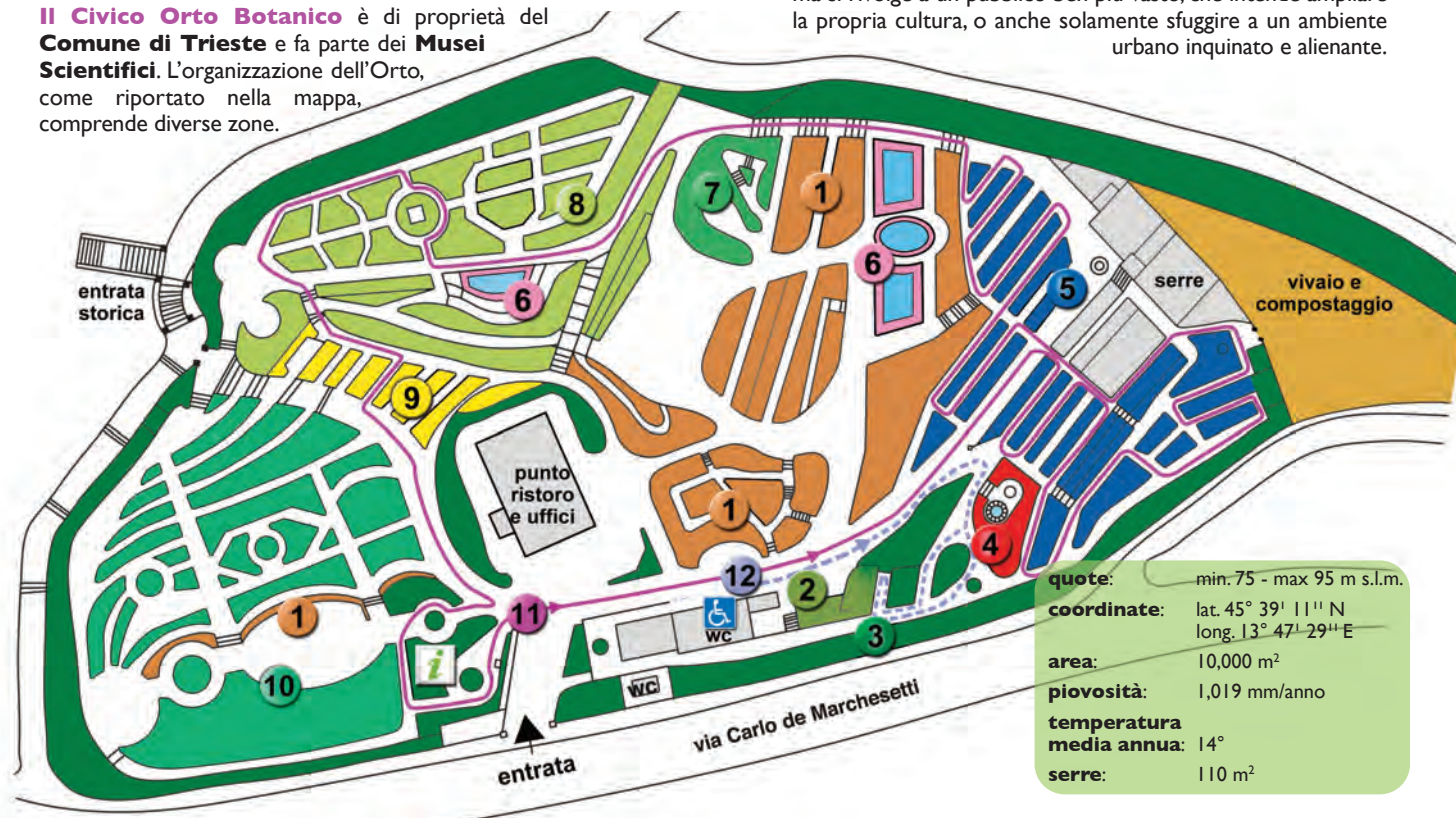 Il Civico Orto Botanico è di proprietà del
Comune di Trieste e fa parte dei Musei
Scientifici. L'organizzazione dell'Orto,
come riportato nella mappa,
comprende diverse zone.
la propria cultura, o anche solamente sfuggire a un ambiente
urbano inquinato e alienante.
entrata
storica
8
7
1
6
6
5
serre
vivaio e
compostaggio
9
punto
ristoro
e uffici
1
4
12
2
3
wc
1
11
i
10
wc
via Carlo de Marchesetti
entrata
quote: min. 75 - max 95 m s.l.m.
coordinate: lat. 45° 39' 11'' N
long. 13° 47' 29'' E
area: 10,000 m²
piovosità: 1,019 mm/anno
temperatura
media annua: 14°
serre: 110 m²